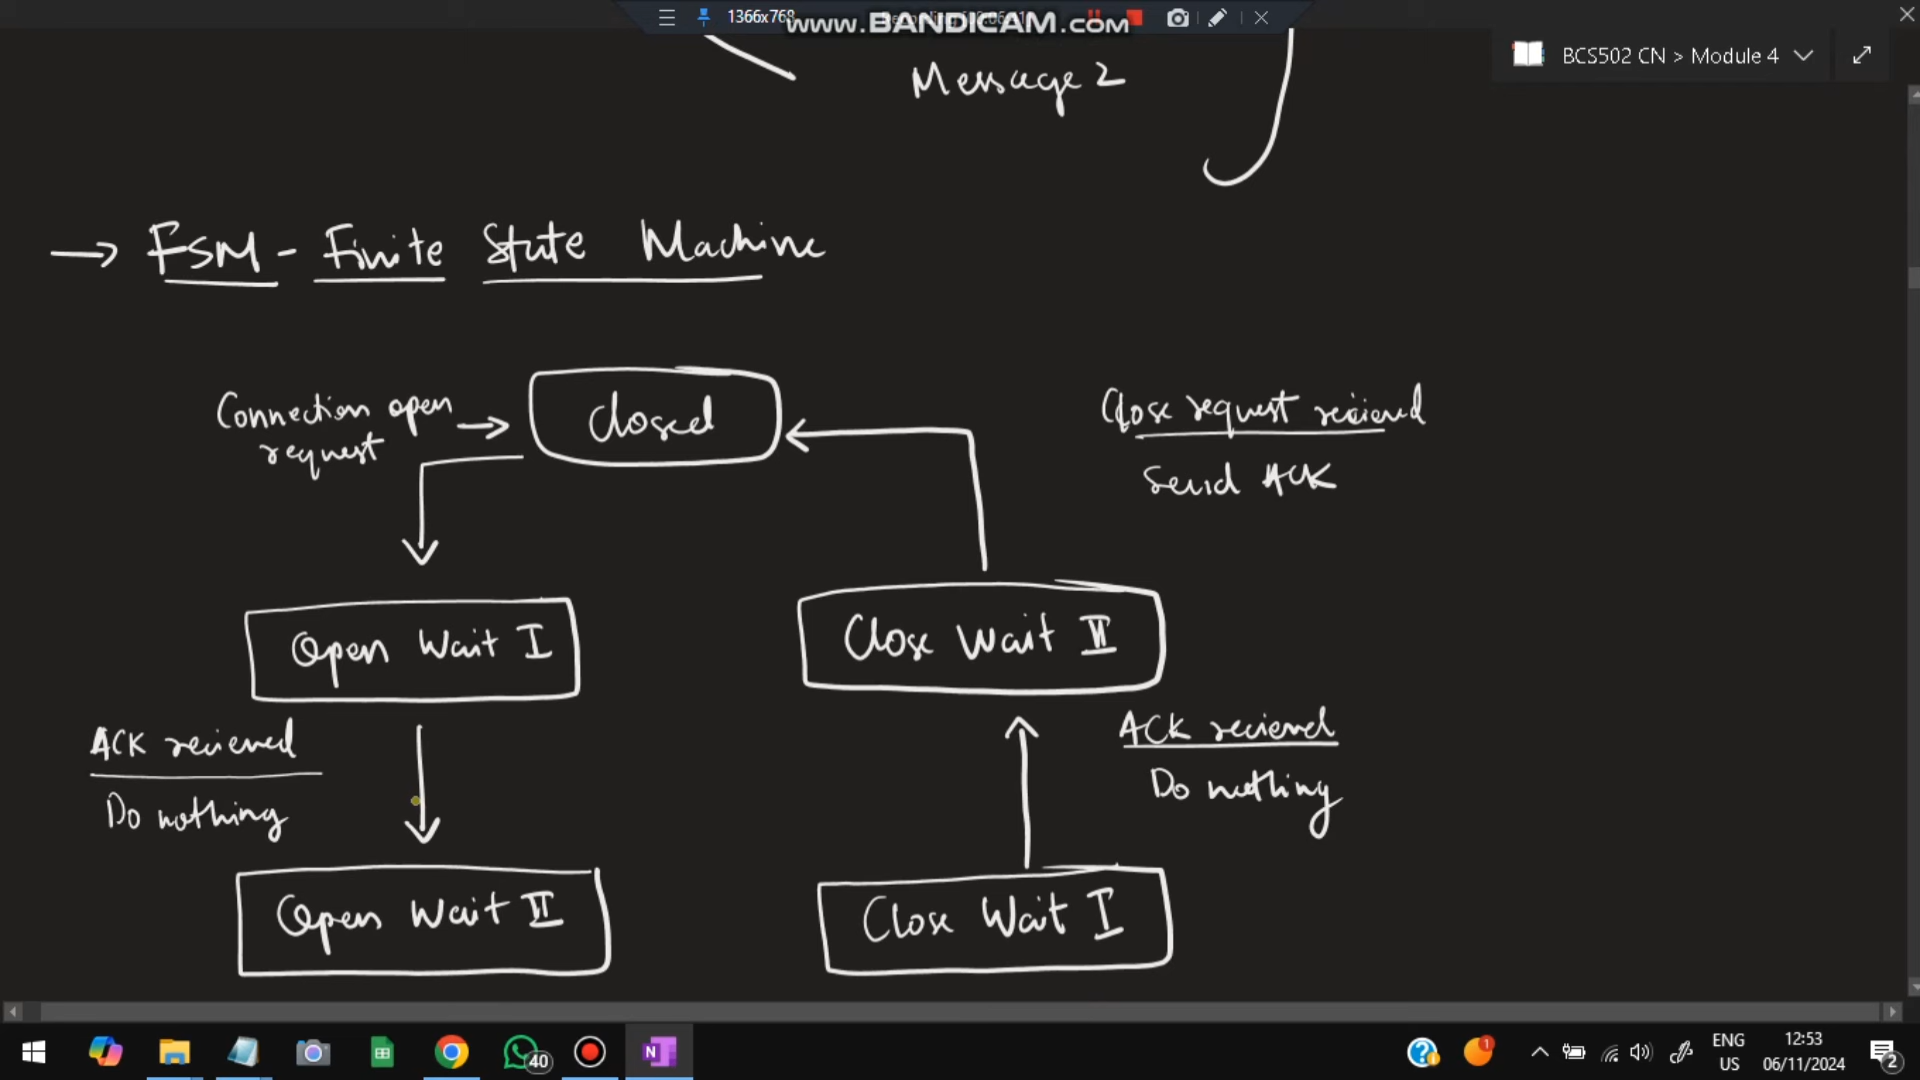 1366x768
www.BANDICAM.com
BCS502 CN > Module 4
Message 2
→ FSM - Finite State Machine
Connection open
request →
Closed
Close request recieved
Send ACK
Open Wait I
Close Wait II
ACK recieved
Do nothing
ACK recieved
Do nothing
Open Wait II
Close Wait I
40
N
1
ENG
US
12:53
06/11/2024
2